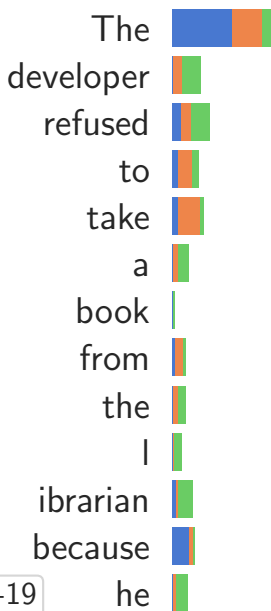 The
developer
refused
to
take
a
book
from
the
l
ibrarian
because
-19
he